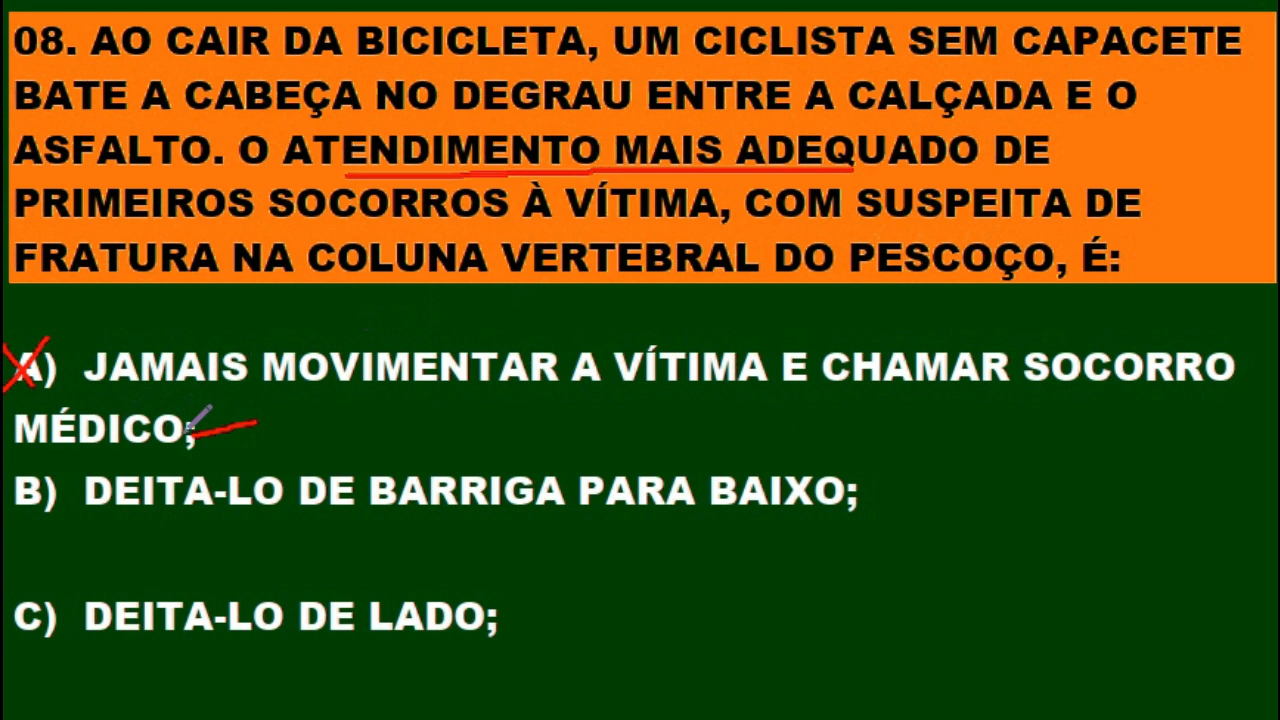 08. AO CAIR DA BICICLETA, UM CICLISTA SEM CAPACETE
BATE A CABEÇA NO DEGRAU ENTRE A CALÇADA E O
ASFALTO. O ATENDIMENTO MAIS ADEQUADO DE
PRIMEIROS SOCORROS À VÍTIMA, COM SUSPEITA DE
FRATURA NA COLUNA VERTEBRAL DO PESCOÇO, É:
A) JAMAIS MOVIMENTAR A VÍTIMA E CHAMAR SOCORRO
MÉDICO;
B) DEITA-LO DE BARRIGA PARA BAIXO;
C) DEITA-LO DE LADO;